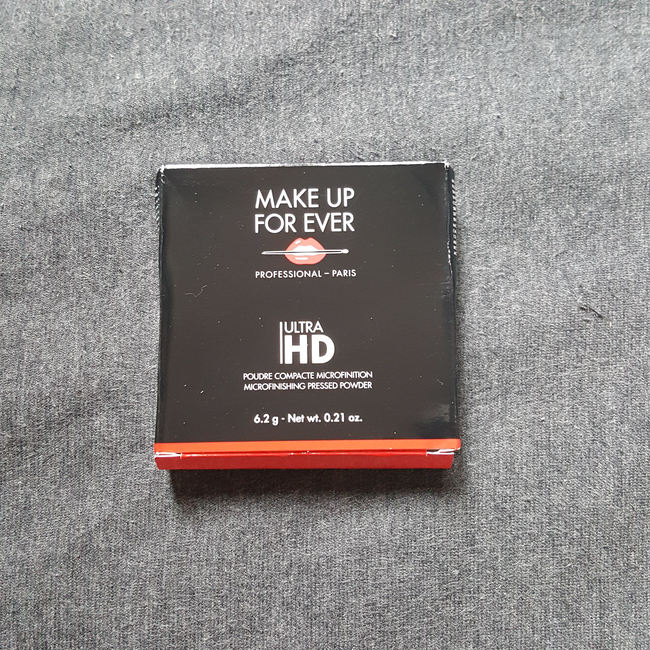 MAKE UP
FOR EVER
PROFESSIONAL – PARIS
ULTRA
HD
POUDRE COMPACTE MICROFINITION
MICROFINISHING PRESSED POWDER
6.2 g - Net wt. 0.21 oz.